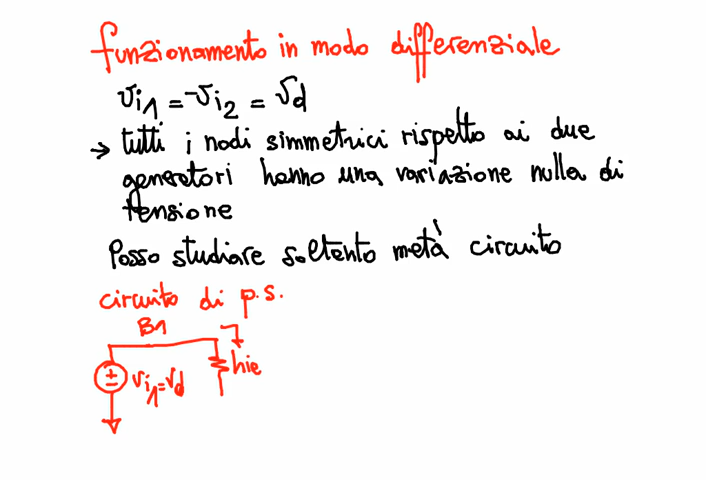 funzionamento in modo differenziale
vi1 = -vi2 = vd
→ tutti i nodi simmetrici rispetto ai due
generatori hanno una variazione nulla di
tensione
Posso studiare soltento metà circuito
circuito di p.s.
B1
hie
vi1=vd